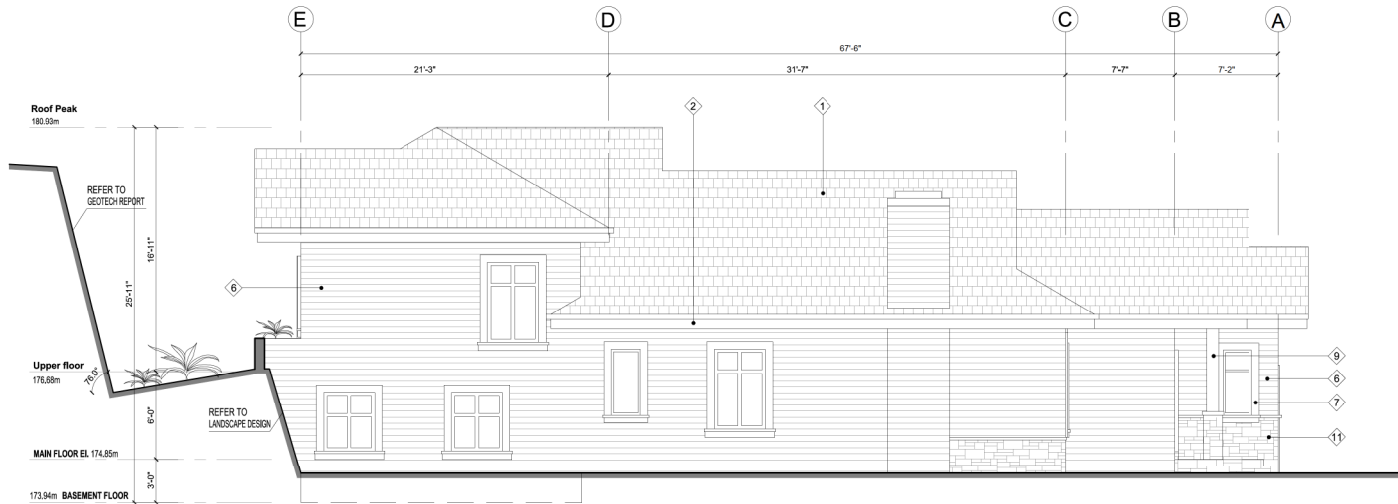 E D C B A
67'-6"
21'-3" 31'-7" 7'-7" 7'-2"
2 1
Roof Peak
180.93m
REFER TO
GEOTECH REPORT
16'-11"
25'-11"
6
Upper floor
176,68m
76.0°
9
6
7
6'-0"
REFER TO
LANDSCAPE DESIGN
11
MAIN FLOOR El. 174.85m
3'-0"
173,94m BASEMENT FLOOR